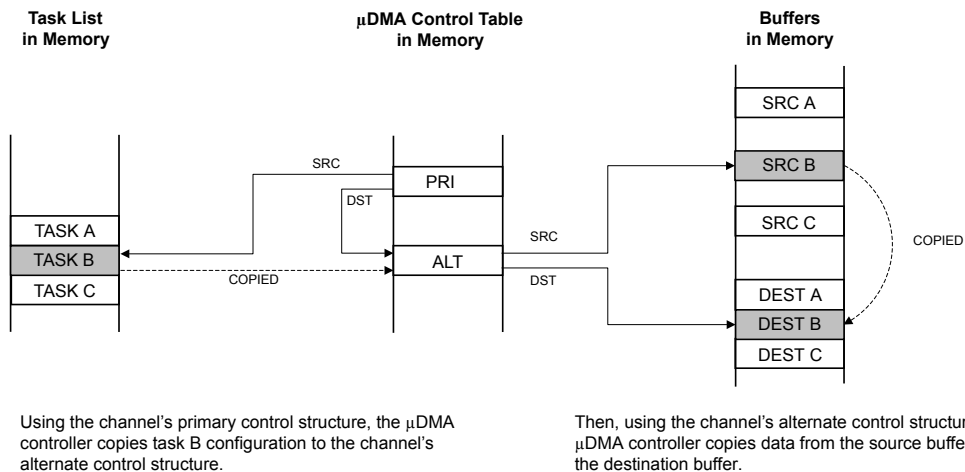 Task List
in Memory
μDMA Control Table
in Memory
Buffers
in Memory
SRC A
SRC
SRC B
PRI
DST
SRC C
TASK A
SRC
COPIED
TASK B
ALT
COPIED
DST
TASK C
DEST A
DEST B
DEST C
Using the channel's primary control structure, the μDMA
controller copies task B configuration to the channel's
alternate control structure.
Then, using the channel's alternate control structur
μDMA controller copies data from the source buffe
the destination buffer.